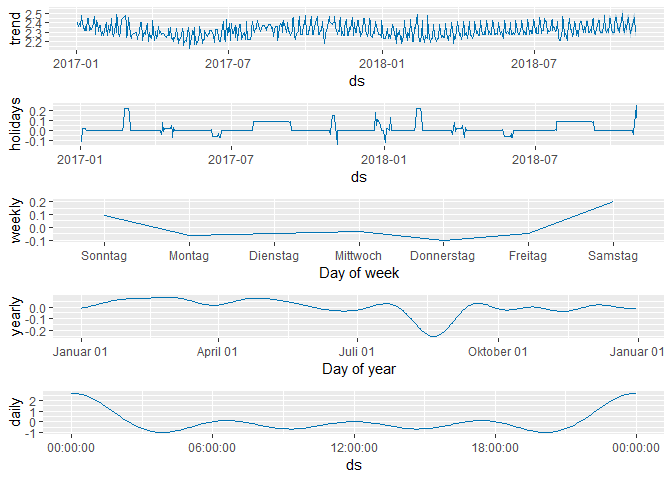 trend
2.5
2.4
2.3
2.2
2017-01 2017-07 2018-01 2018-07
ds
holidays
0.2
0.1
0.0
-0.1
2017-01 2017-07 2018-01 2018-07
ds
weekly
0.2
0.1
0.0
-0.1
Sonntag Montag Dienstag Mittwoch Donnerstag Freitag Samstag
Day of week
yearly
0.0
-0.1
-0.2
Januar 01 April 01 Juli 01 Oktober 01 Januar 01
Day of year
daily
2
1
0
-1
00:00:00 06:00:00 12:00:00 18:00:00 00:00:00
ds